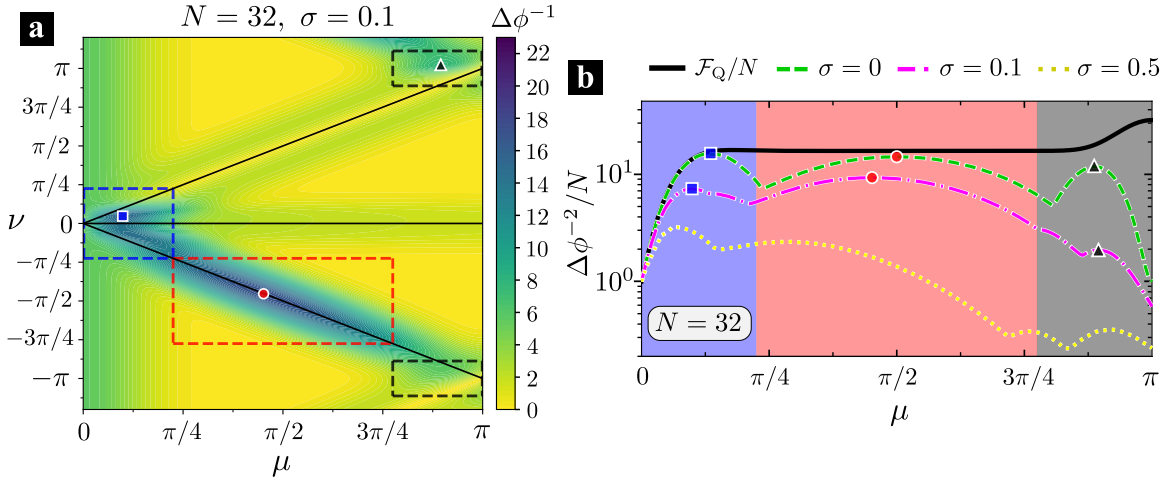 a
N = 32, σ = 0.1
Δϕ⁻¹
π
3π/4
π/2
π/4
0
−π/4
−π/2
−3π/4
−π
ν
0
π/4
π/2
3π/4
π
μ
22
20
18
16
14
12
10
8
6
4
2
0
b
F_Q/N
σ = 0
σ = 0.1
σ = 0.5
Δϕ⁻²/N
10¹
10⁰
N = 32
0
π/4
π/2
3π/4
π
μ